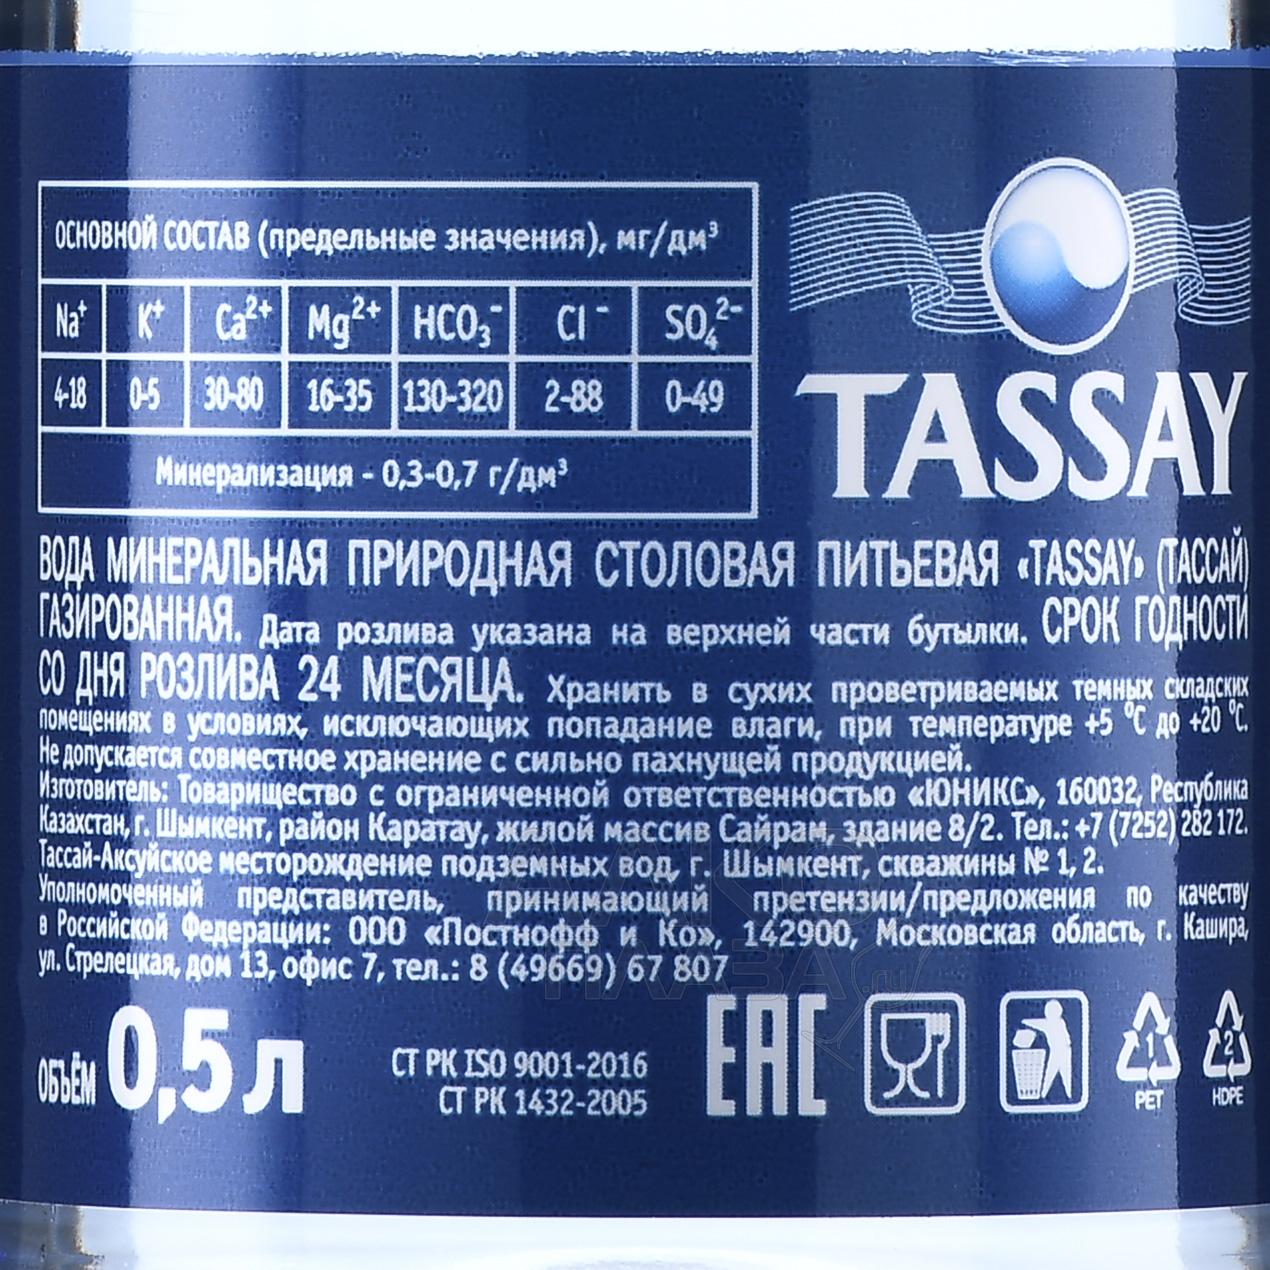 ОСНОВНОЙ СОСТАВ (предельные значения), мг/дм³
Na⁺ K⁺ Ca²⁺ Mg²⁺ HCO₃⁻ Cl⁻ SO₄²⁻
4-18 0-5 30-80 16-35 130-320 2-88 0-49
Минерализация - 0,3-0,7 г/дм³
TASSAY
ВОДА МИНЕРАЛЬНАЯ ПРИРОДНАЯ СТОЛОВАЯ ПИТЬЕВАЯ «TASSAY» (ТАССАЙ)
ГАЗИРОВАННАЯ. Дата розлива указана на верхней части бутылки. СРОК ГОДНОСТИ
СО ДНЯ РОЗЛИВА 24 МЕСЯЦА. Хранить в сухих проветриваемых темных складских
помещениях в условиях, исключающих попадание влаги, при температуре +5 °С до +20 °С.
Не допускается совместное хранение с сильно пахнущей продукцией.
Изготовитель: Товарищество с ограниченной ответственностью «ЮНИКС», 160032, Республика
Казахстан, г. Шымкент, район Каратау, жилой массив Сайрам, здание 8/2. Тел.: +7 (7252) 282 172.
Тассай-Аксуйское месторождение подземных вод, г. Шымкент, скважины № 1, 2.
Уполномоченный представитель, принимающий претензии/предложения по качеству
в Российской Федерации: ООО «Постнофф и Ко», 142900, Московская область, г. Кашира,
ул. Стрелецкая, дом 13, офис 7, тел.: 8 (49669) 67 807
АЛКО
ПЛАЗА.ru
ОБЪЁМ 0,5 л
СТ РК ISO 9001-2016
СТ РК 1432-2005
EAC
1
PET
2
HDPE